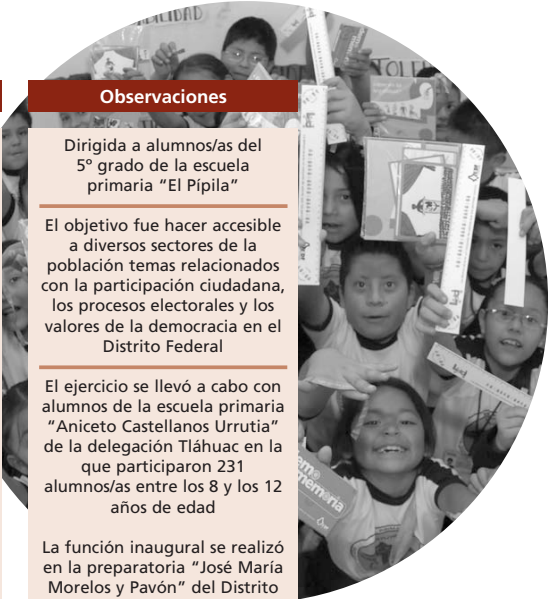 Observaciones
Dirigida a alumnos/as del
5º grado de la escuela
primaria “El Pípila”
El objetivo fue hacer accesible
a diversos sectores de la
población temas relacionados
con la participación ciudadana,
los procesos electorales y los
valores de la democracia en el
Distrito Federal
El ejercicio se llevó a cabo con
alumnos de la escuela primaria
“Aniceto Castellanos Urrutia”
de la delegación Tláhuac en la
que participaron 231
alumnos/as entre los 8 y los 12
años de edad
La función inaugural se realizó
en la preparatoria “José María
Morelos y Pavón” del Distrito